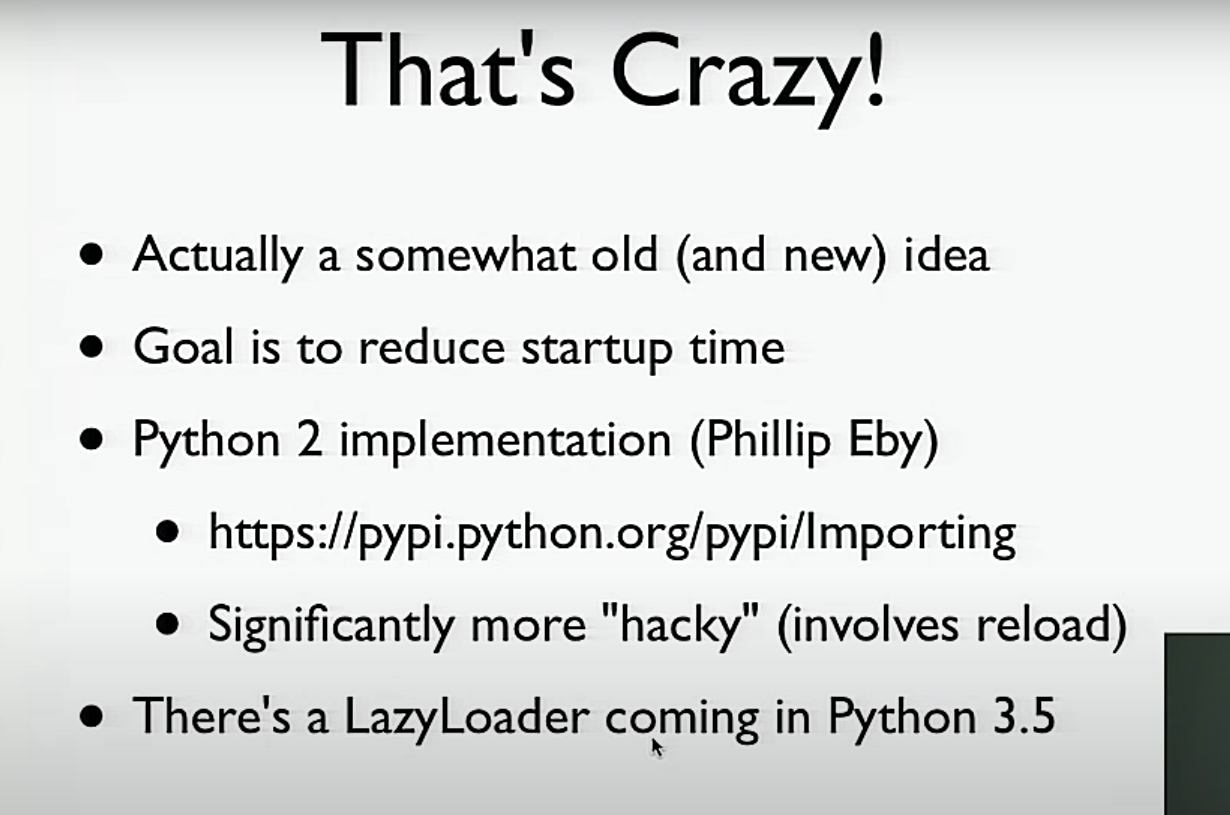 That's Crazy!
• Actually a somewhat old (and new) idea
• Goal is to reduce startup time
• Python 2 implementation (Phillip Eby)
• https://pypi.python.org/pypi/Importing
• Significantly more "hacky" (involves reload)
• There's a LazyLoader coming in Python 3.5